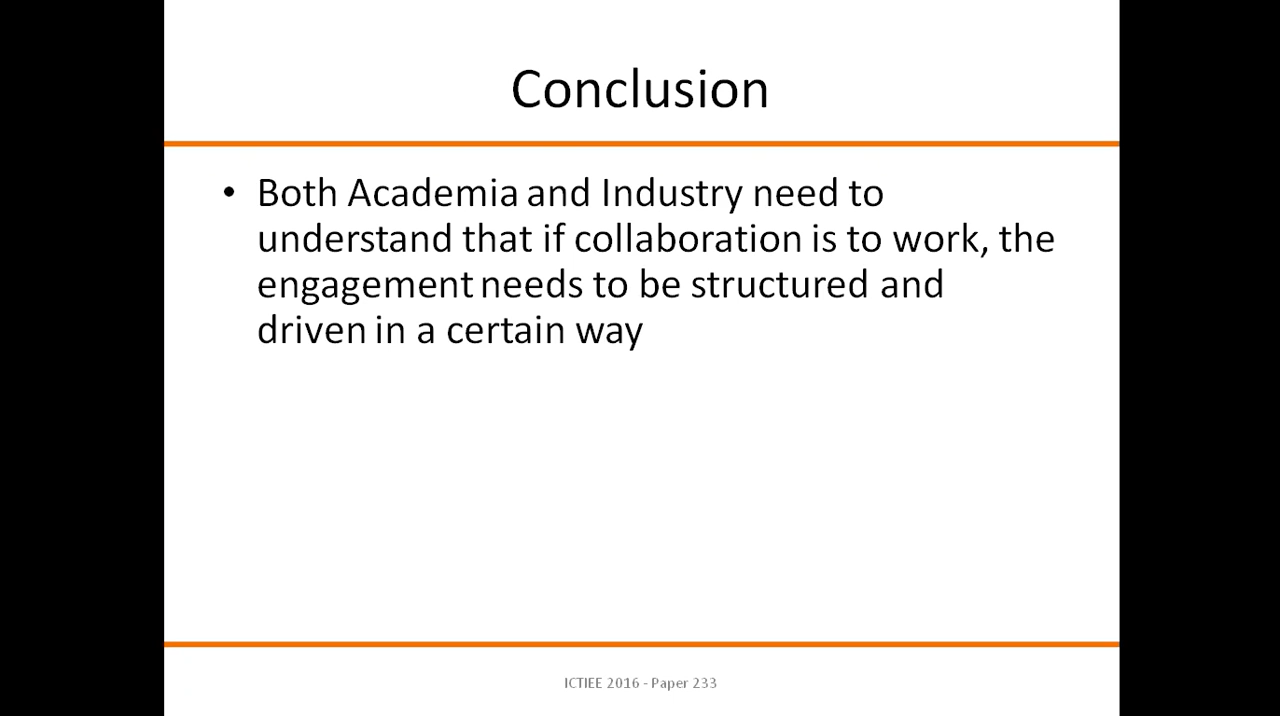 Conclusion
• Both Academia and Industry need to
understand that if collaboration is to work, the
engagement needs to be structured and
driven in a certain way
ICTIEE 2016 - Paper 233